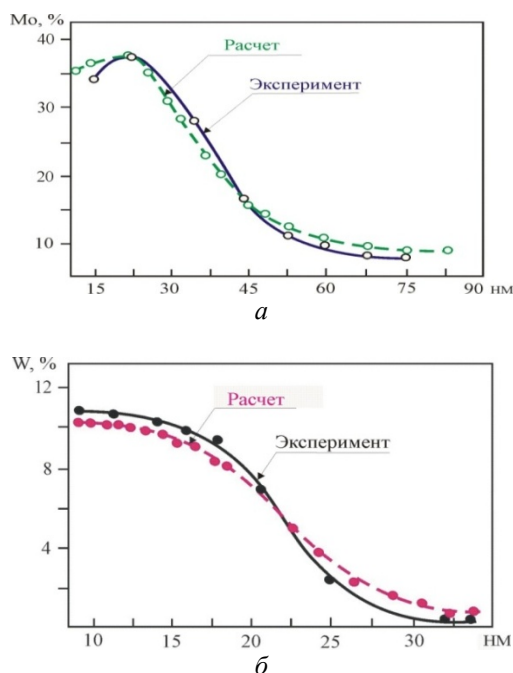 Mo, %
40
Расчет
Эксперимент
30
20
10
15 30 45 60 75 90 нм
а
W, %
12
Расчет
Эксперимент
8
4
10 15 20 25 30 НМ
б